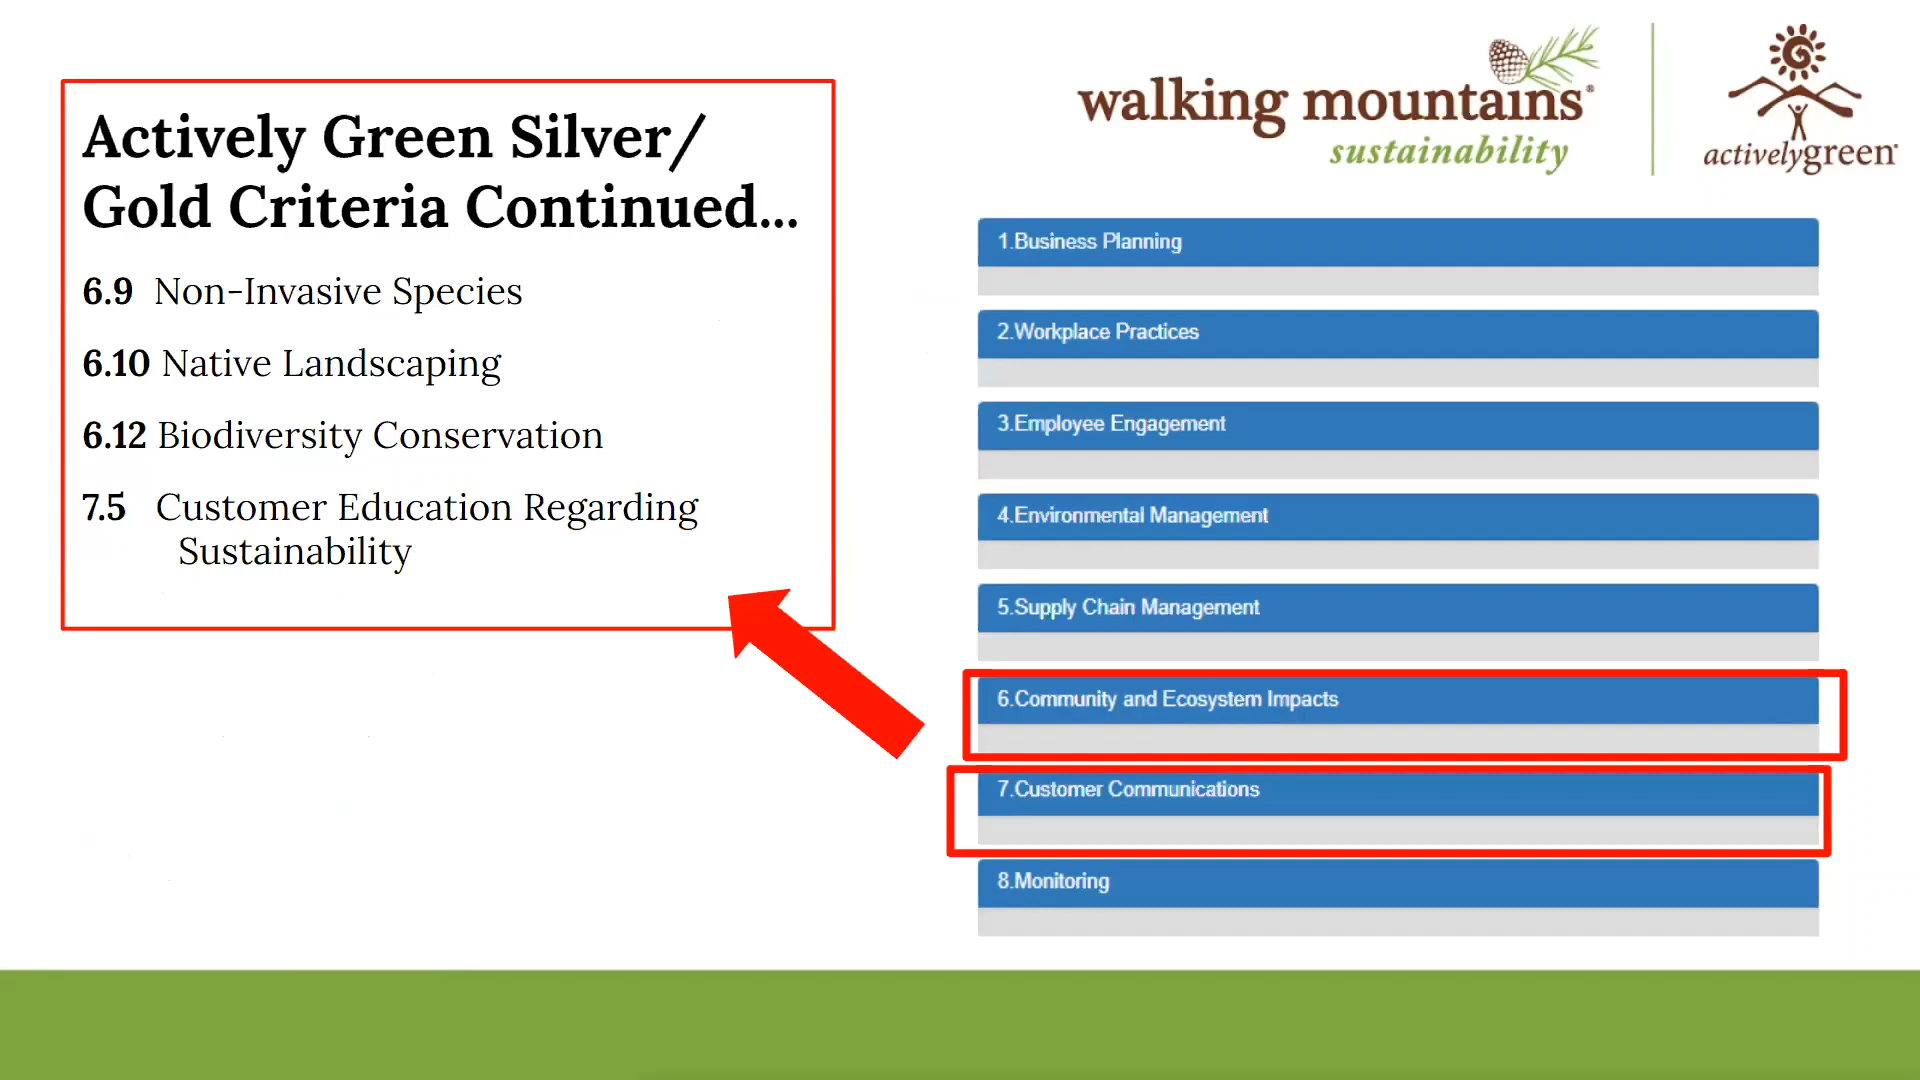 walking mountains®
sustainability
activelygreen®
Actively Green Silver/
Gold Criteria Continued...
6.9 Non-Invasive Species
6.10 Native Landscaping
6.12 Biodiversity Conservation
7.5 Customer Education Regarding
Sustainability
1.Business Planning
2.Workplace Practices
3.Employee Engagement
4.Environmental Management
5.Supply Chain Management
6.Community and Ecosystem Impacts
7.Customer Communications
8.Monitoring